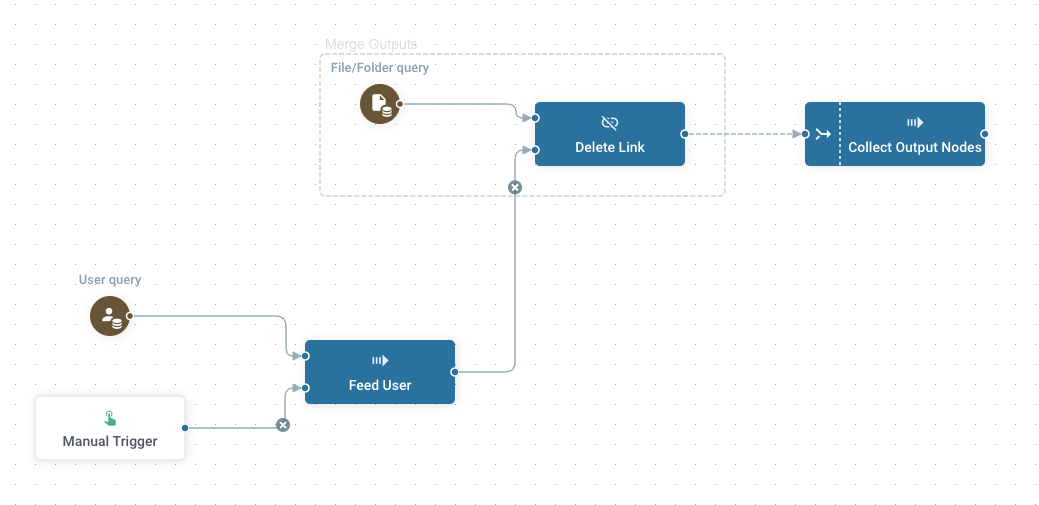 Merge Outputs
File/Folder query
Delete Link
Collect Output Nodes
User query
Feed User
Manual Trigger